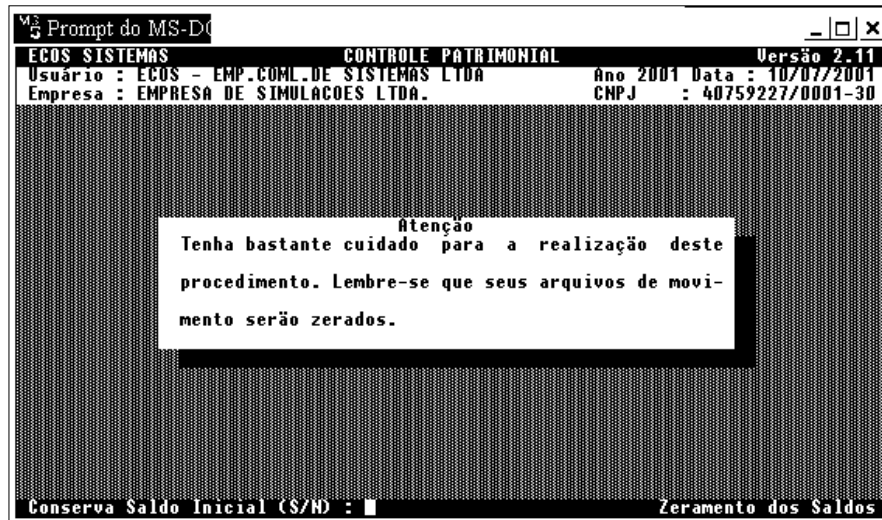 Prompt do MS-DO
ECOS SISTEMAS CONTROLE PATRIMONIAL Versão 2.11
Usuário : ECOS - EMP.COML.DE SISTEMAS LTDA Ano 2001 Data : 10/07/2001
Empresa : EMPRESA DE SIMULACOES LTDA. CNPJ : 40759227/0001-30
Atenção
Tenha bastante cuidado para a realização deste
procedimento. Lembre-se que seus arquivos de movi-
mento serão zerados.
Conserva Saldo Inicial (S/N) : Zeramento dos Saldos